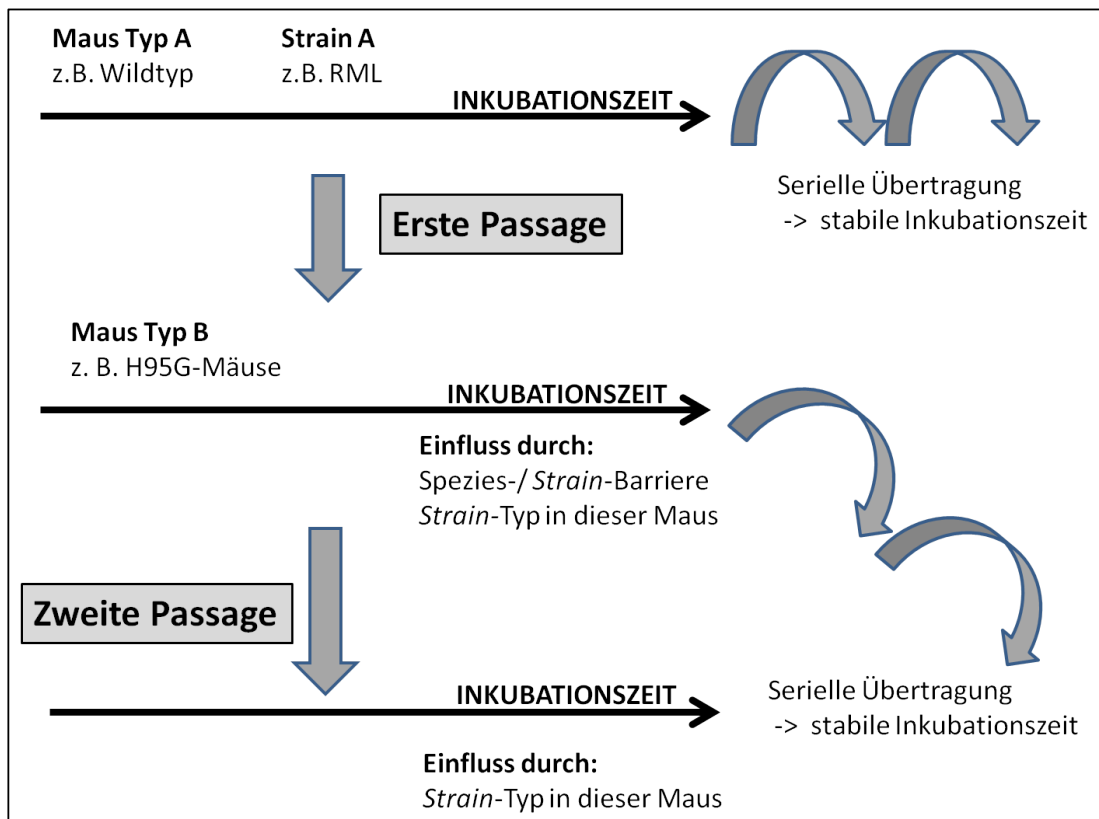 Maus Typ A
z.B. Wildtyp
Strain A
z.B. RML
INKUBATIONSZEIT
Serielle Übertragung
-> stabile Inkubationszeit
Erste Passage
Maus Typ B
z. B. H95G-Mäuse
INKUBATIONSZEIT
Einfluss durch:
Spezies-/ Strain-Barriere
Strain-Typ in dieser Maus
Zweite Passage
INKUBATIONSZEIT
Serielle Übertragung
-> stabile Inkubationszeit
Einfluss durch:
Strain-Typ in dieser Maus